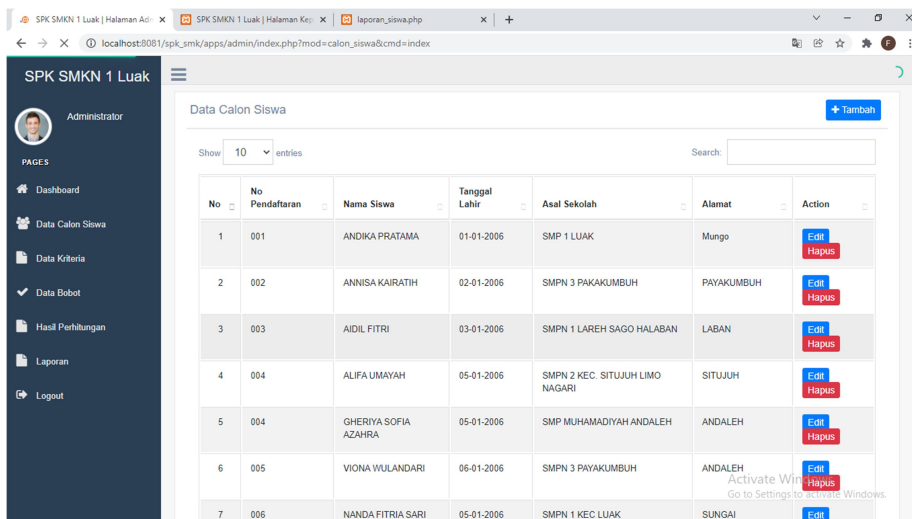 SPK SMKN 1 Luak | Halaman Adn
SPK SMKN 1 Luak | Halaman Kep
laporan_siswa.php
localhost:8081/spk_smk/apps/admin/index.php?mod=calon_siswa&cmd=index
F
SPK SMKN 1 Luak
Administrator
PAGES
Dashboard
Data Calon Siswa
Data Kriteria
Data Bobot
Hasil Perhitungan
Laporan
Logout
Data Calon Siswa
+ Tambah
Show 10 entries
Search:
No No Pendaftaran Nama Siswa Tanggal Lahir Asal Sekolah Alamat Action
1 001 ANDIKA PRATAMA 01-01-2006 SMP 1 LUAK Mungo Edit
Hapus
2 002 ANNISA KAIRATIH 02-01-2006 SMPN 3 PAKAKUMBUH PAYAKUMBUH Edit
Hapus
3 003 AIDIL FITRI 03-01-2006 SMPN 1 LAREH SAGO HALABAN LABAN Edit
Hapus
4 004 ALIFA UMAYAH 05-01-2006 SMPN 2 KEC. SITUJUH LIMO NAGARI SITUJUH Edit
Hapus
5 004 GHERIYA SOFIA AZAHRA 05-01-2006 SMP MUHAMADIYAH ANDALEH ANDALEH Edit
Hapus
6 005 VIONA WULANDARI 06-01-2006 SMPN 3 PAYAKUMBUH ANDALEH Edit
Hapus
7 006 NANDA FITRIA SARI 05-01-2006 SMPN 1 KEC LUAK SUNGAI Edit
Activate Windows
Go to Settings to activate Windows.